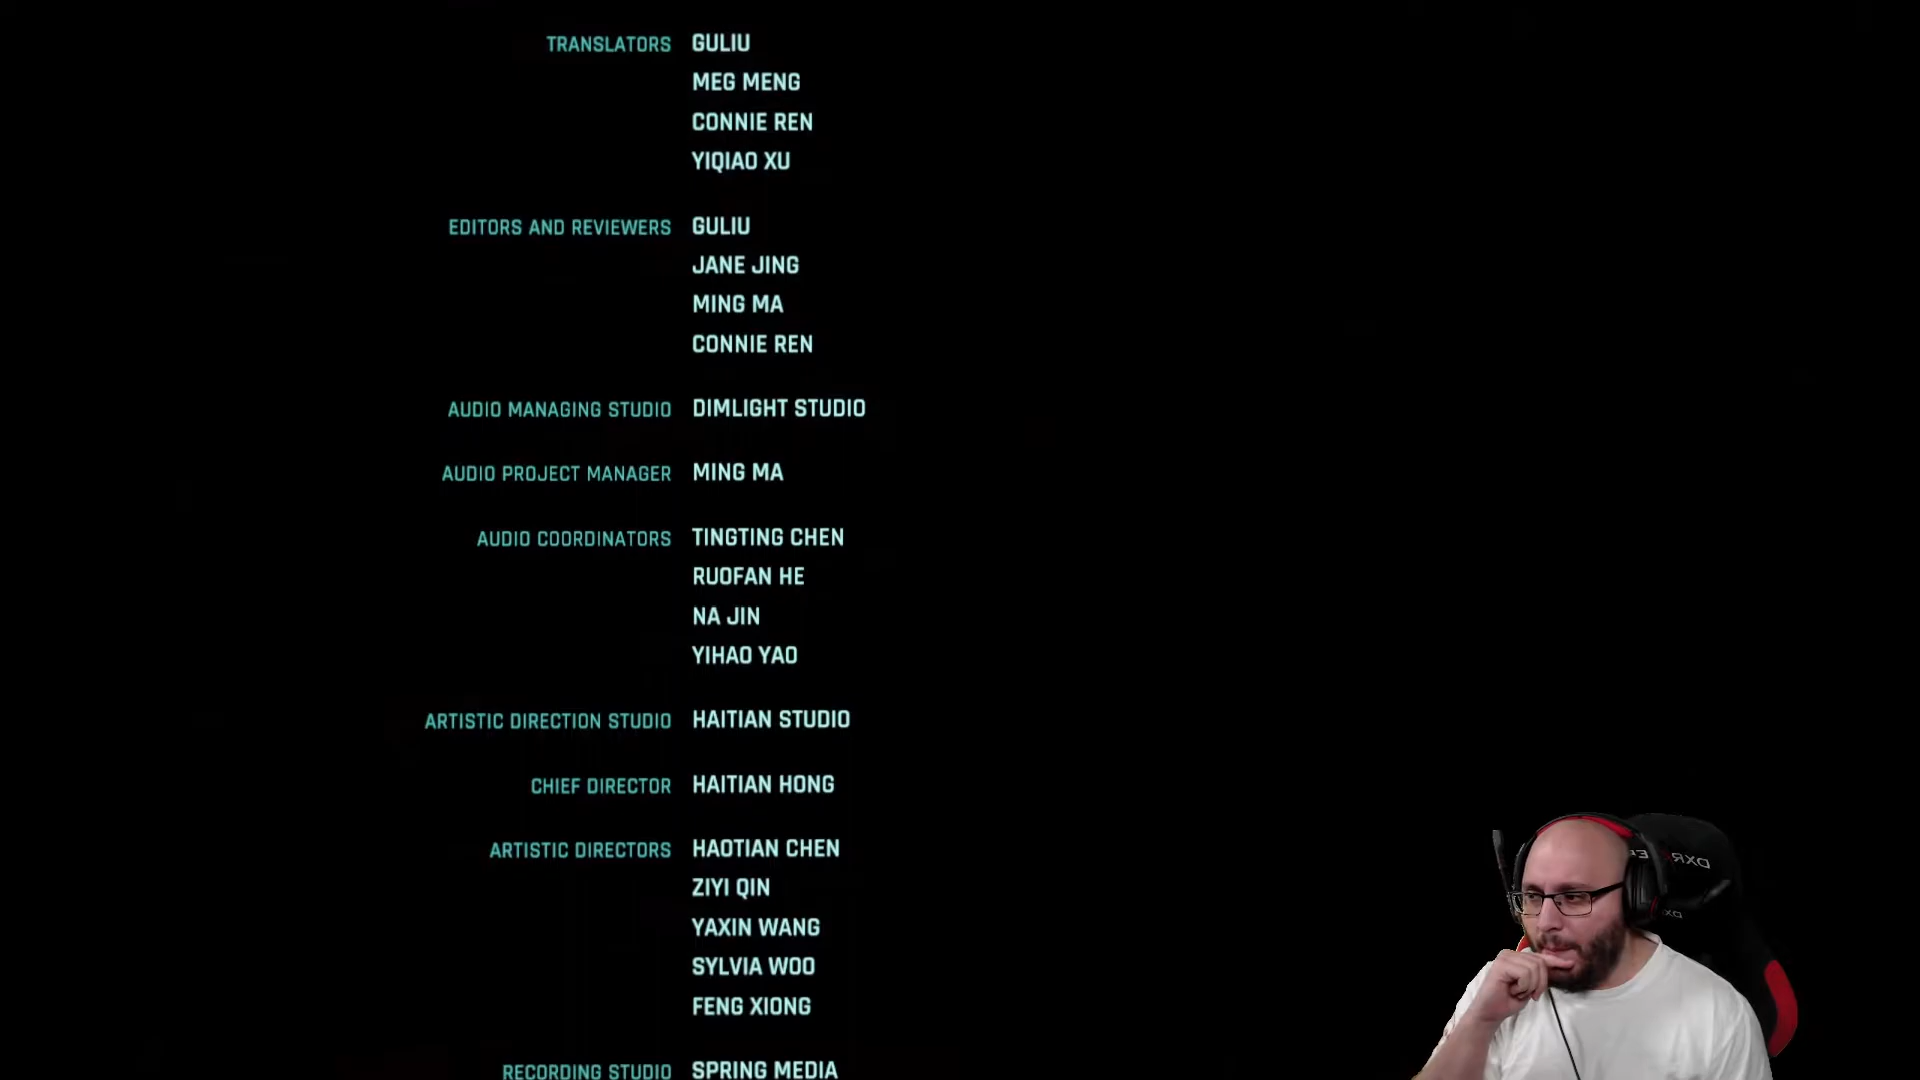 TRANSLATORS GULIU
MEG MENG
CONNIE REN
YIQIAO XU
EDITORS AND REVIEWERS GULIU
JANE JING
MING MA
CONNIE REN
AUDIO MANAGING STUDIO DIMLIGHT STUDIO
AUDIO PROJECT MANAGER MING MA
AUDIO COORDINATORS TINGTING CHEN
RUOFAN HE
NA JIN
YIHAO YAO
ARTISTIC DIRECTION STUDIO HAITIAN STUDIO
CHIEF DIRECTOR HAITIAN HONG
ARTISTIC DIRECTORS HAOTIAN CHEN
ZIYI QIN
YAXIN WANG
SYLVIA WOO
FENG XIONG
RECORDING STUDIO SPRING MEDIA